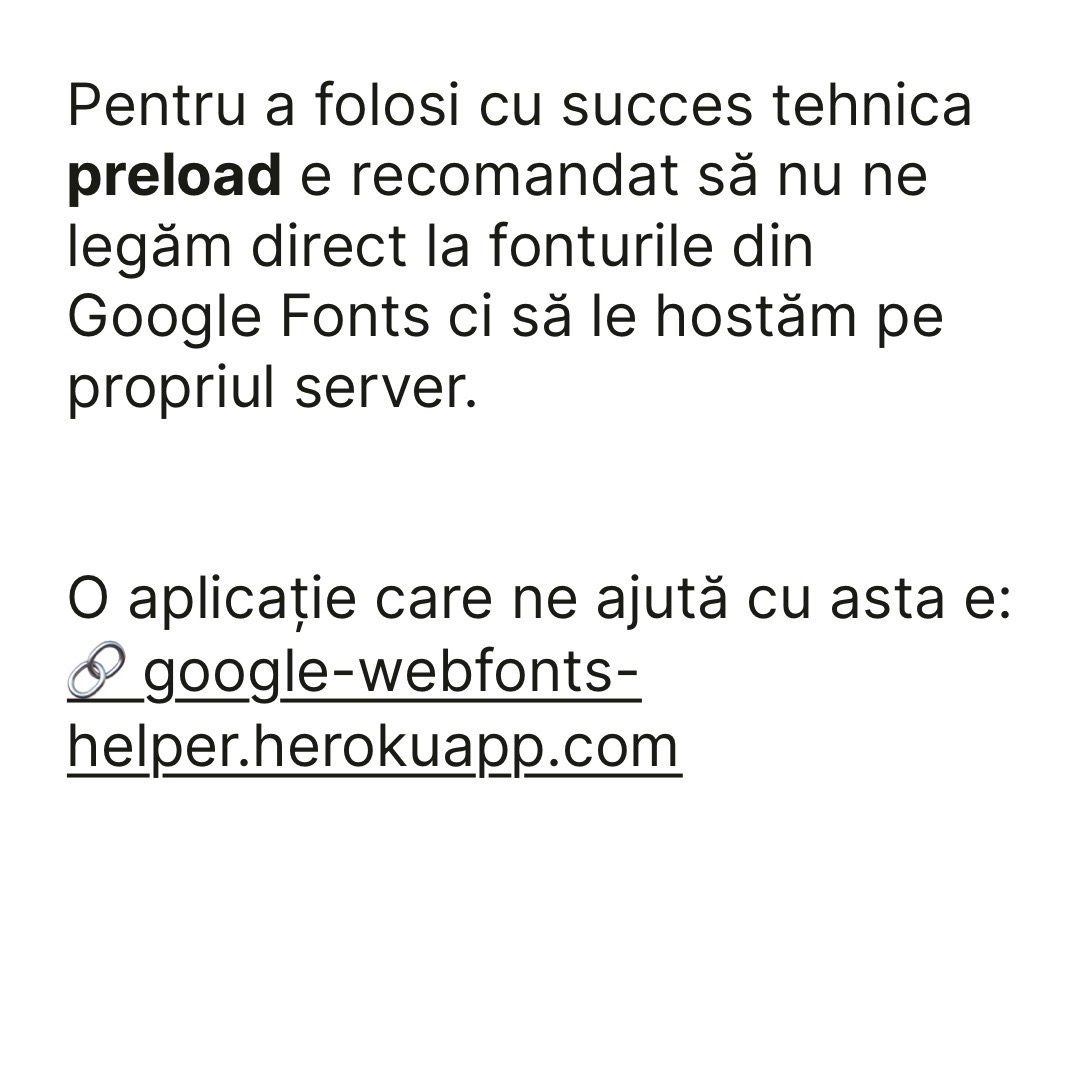 Pentru a folosi cu succes tehnica
preload e recomandat să nu ne
legăm direct la fonturile din
Google Fonts ci să le hostăm pe
propriul server.
O aplicație care ne ajută cu asta e:
🔗 google-webfonts-
helper.herokuapp.com